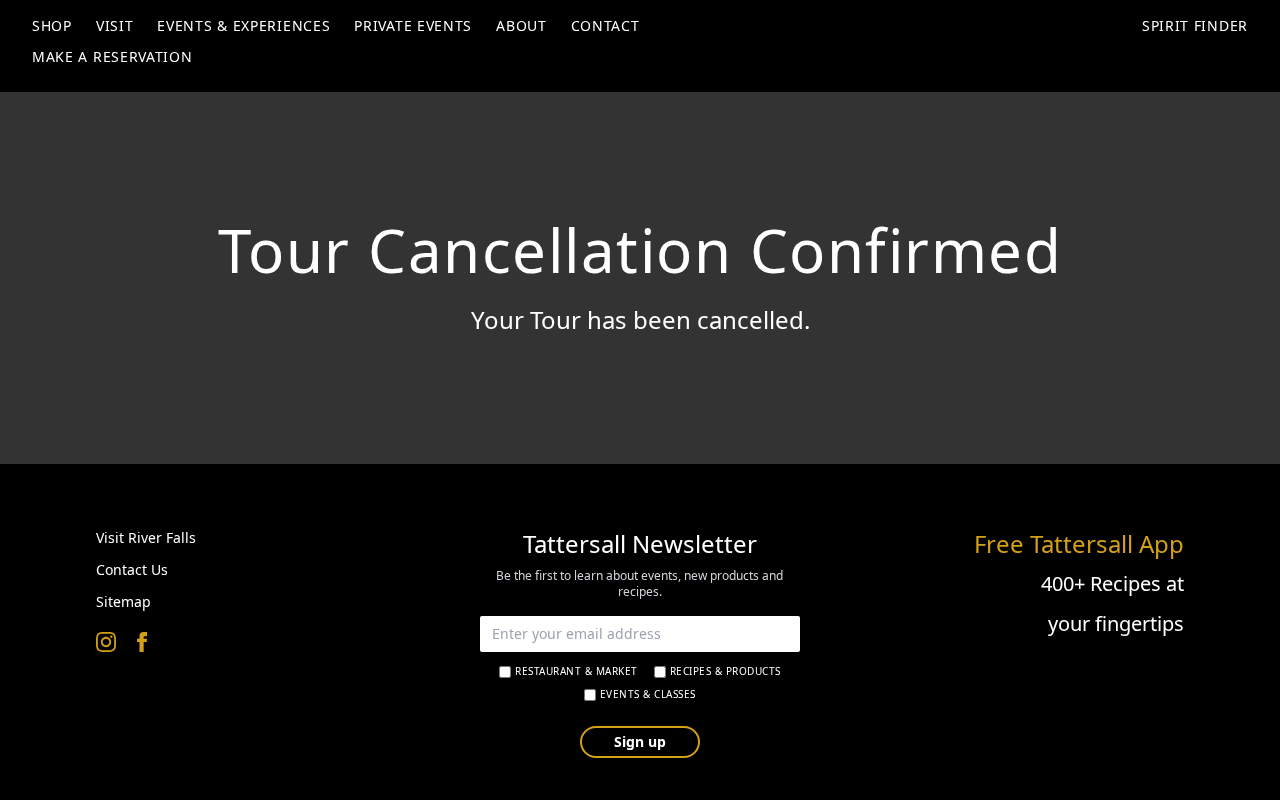 SHOP VISIT EVENTS & EXPERIENCES PRIVATE EVENTS ABOUT CONTACT SPIRIT FINDER
MAKE A RESERVATION
Tour Cancellation Confirmed
Your Tour has been cancelled.
Visit River Falls
Contact Us
Sitemap
Tattersall Newsletter
Be the first to learn about events, new products and
recipes.
Enter your email address
RESTAURANT & MARKET RECIPES & PRODUCTS
EVENTS & CLASSES
Sign up
Free Tattersall App
400+ Recipes at
your fingertips